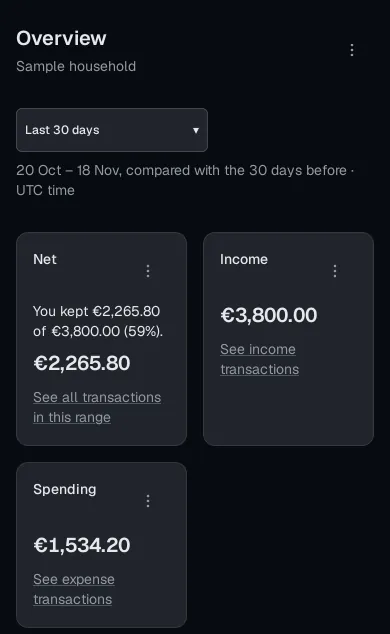 Overview
Sample household
Last 30 days
20 Oct – 18 Nov, compared with the 30 days before ·
UTC time
Net
You kept €2,265.80
of €3,800.00 (59%).
€2,265.80
See all transactions
in this range
Income
€3,800.00
See income
transactions
Spending
€1,534.20
See expense
transactions